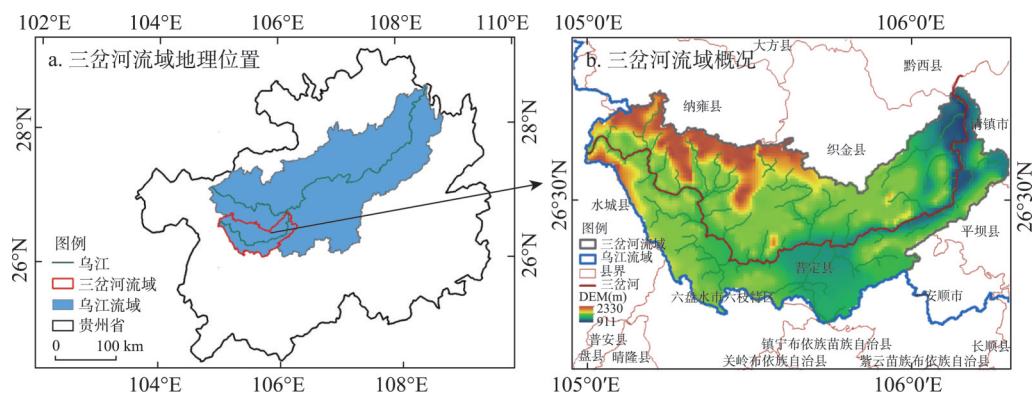 102°E
104°E
106°E
108°E
110°E
a. 三岔河流域地理位置
28°N
28°N
26°N
26°N
图例
乌江
三岔河流域
乌江流域
贵州省
0
100 km
104°E
106°E
108°E
105°0′E
106°0′E
大方县
b. 三岔河流域概况
黔西县
纳雍县
清镇市
织金县
26°30′N
26°30′N
水城县
平坝县
图例
三岔河流域
乌江流域
县界
三岔河
DEM(m)
2330
911
普定县
六盘水市六枝特区
安顺市
普安县
盘县
晴隆县
镇宁布依族苗族自治县
关岭布依族苗族自治县
紫云苗族布依族自治县
长顺县
105°0′E
106°0′E